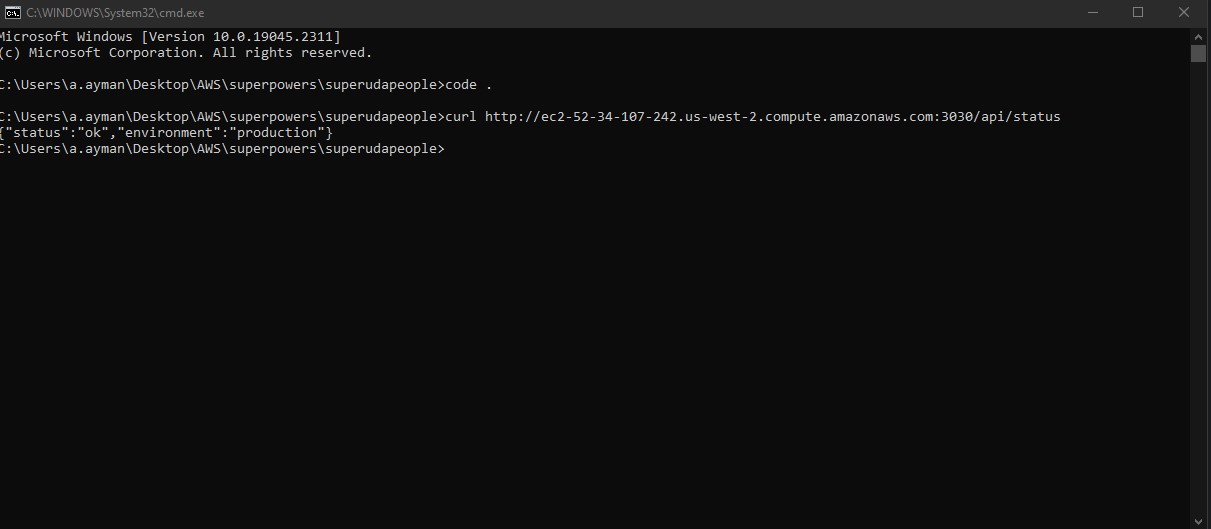 C:\WINDOWS\System32\cmd.exe
Microsoft Windows [Version 10.0.19045.2311]
(c) Microsoft Corporation. All rights reserved.
C:\Users\a.ayman\Desktop\AWS\superpowers\superudapeople>code .
C:\Users\a.ayman\Desktop\AWS\superpowers\superudapeople>curl http://ec2-52-34-107-242.us-west-2.compute.amazonaws.com:3030/api/status
{"status":"ok","environment":"production"}
C:\Users\a.ayman\Desktop\AWS\superpowers\superudapeople>